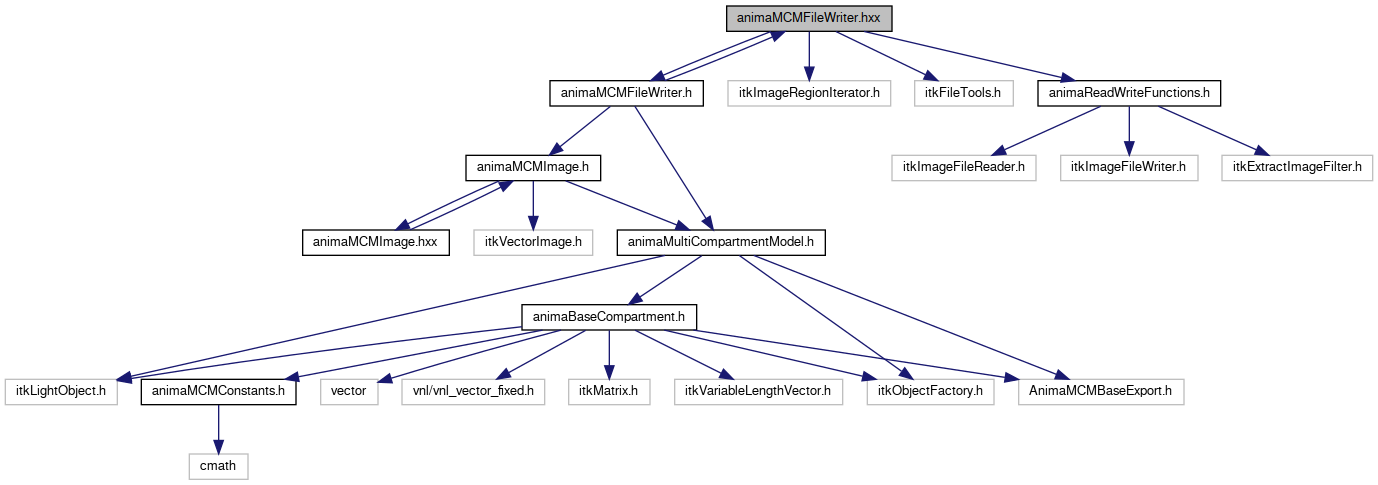 animaMCMFileWriter.hxx
animaMCMFileWriter.h
itkImageRegionIterator.h
itkFileTools.h
animaReadWriteFunctions.h
animaMCMImage.h
itkImageFileReader.h
itkImageFileWriter.h
itkExtractImageFilter.h
animaMCMImage.hxx
itkVectorImage.h
animaMultiCompartmentModel.h
animaBaseCompartment.h
itkLightObject.h
animaMCMConstants.h
vector
vnl/vnl_vector_fixed.h
itkMatrix.h
itkVariableLengthVector.h
itkObjectFactory.h
AnimaMCMBaseExport.h
cmath